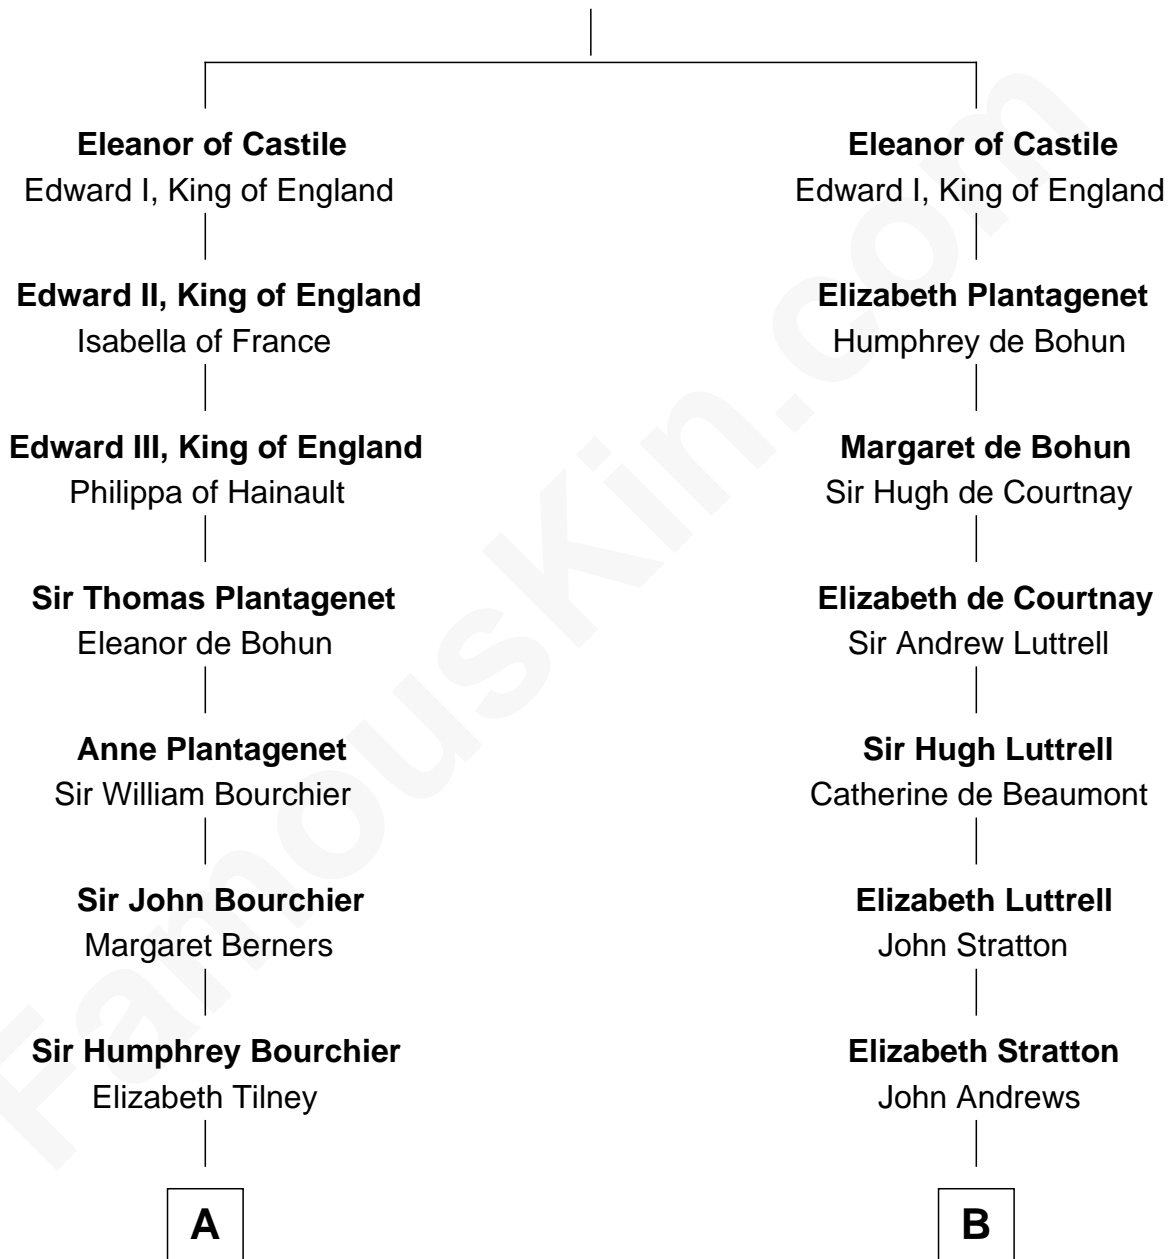 Eleanor of Castile
Edward I, King of England
Edward II, King of England
Isabella of France
Edward III, King of England
Philippa of Hainault
Sir Thomas Plantagenet
Eleanor de Bohun
Anne Plantagenet
Sir William Bourchier
Sir John Bourchier
Margaret Berners
Sir Humphrey Bourchier
Elizabeth Tilney
A
Eleanor of Castile
Edward I, King of England
Elizabeth Plantagenet
Humphrey de Bohun
Margaret de Bohun
Sir Hugh de Courtnay
Elizabeth de Courtnay
Sir Andrew Luttrell
Sir Hugh Luttrell
Catherine de Beaumont
Elizabeth Luttrell
John Stratton
Elizabeth Stratton
John Andrews
B
FamousKin.com